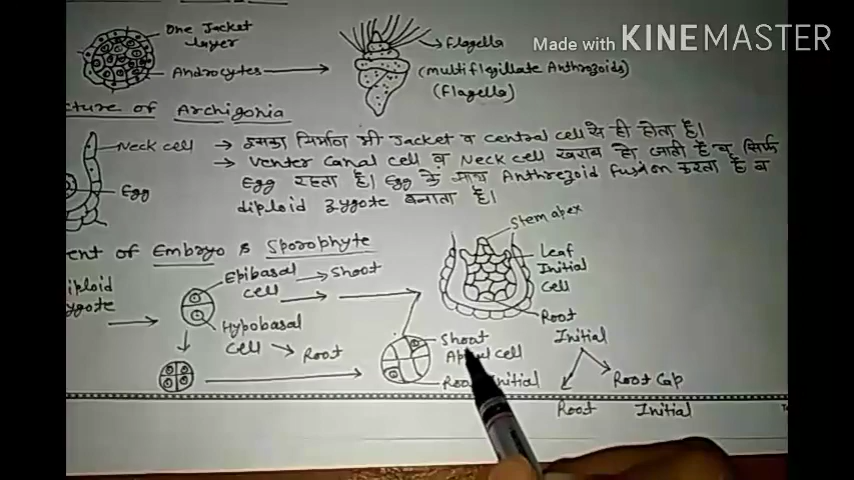 Made with KINEMASTER
One Jacket
layer
Androcytes
Flagella
(multiflagillate Anthrezoids)
(Flagella)
cture of Archigonia
Neck cell
Egg
→ इसका निर्माण भी Jacket व central cell से ही होता है।
→ venter canal cell व Neck cell खराब हो जाती है व सिर्फ
Egg रहता है। Egg के साथ Anthrezoid fusion करता है व
diploid zygote बनाता है।
ent of Embryo & Sporophyte
iploid
ygote
Epibasal
cell → Shoot
Hypobasal
cell → Root
Stem apex
Leaf
Initial
cell
Root
Initial
Shoot
cell
Initial
Root Cap
Root Initial